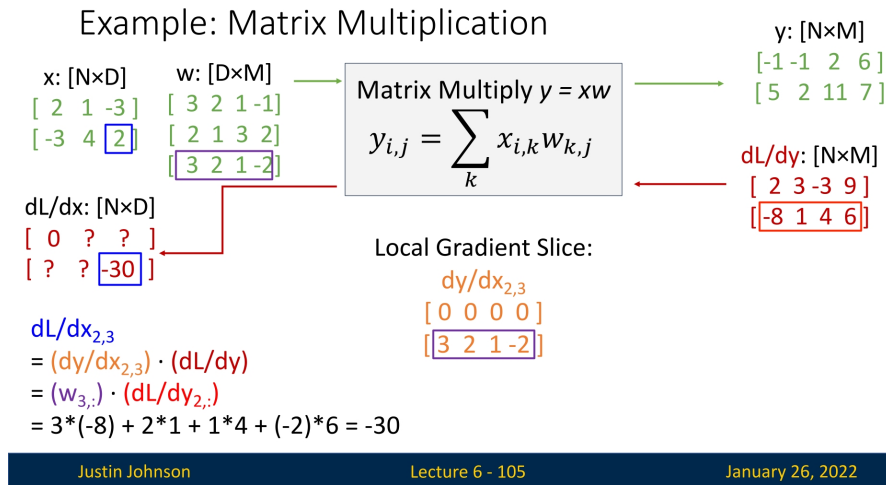 Example: Matrix Multiplication
x: [N×D]
[ 2 1 -3 ]
[ -3 4 2 ]
w: [D×M]
[ 3 2 1 -1]
[ 2 1 3 2]
[ 3 2 1 -2]
Matrix Multiply y = xw
y_{i,j} = ∑_k x_{i,k} w_{k,j}
y: [N×M]
[-1 -1 2 6 ]
[ 5 2 11 7 ]
dL/dy: [N×M]
[ 2 3 -3 9 ]
[ -8 1 4 6 ]
dL/dx: [N×D]
[ 0 ? ? ]
[ ? ? -30 ]
Local Gradient Slice:
dy/dx_{2,3}
[ 0 0 0 0 ]
[ 3 2 1 -2 ]
dL/dx_{2,3}
= (dy/dx_{2,3}) · (dL/dy)
= (w_{3,:}) · (dL/dy_{2,:})
= 3*(-8) + 2*1 + 1*4 + (-2)*6 = -30
Justin Johnson
Lecture 6 - 105
January 26, 2022